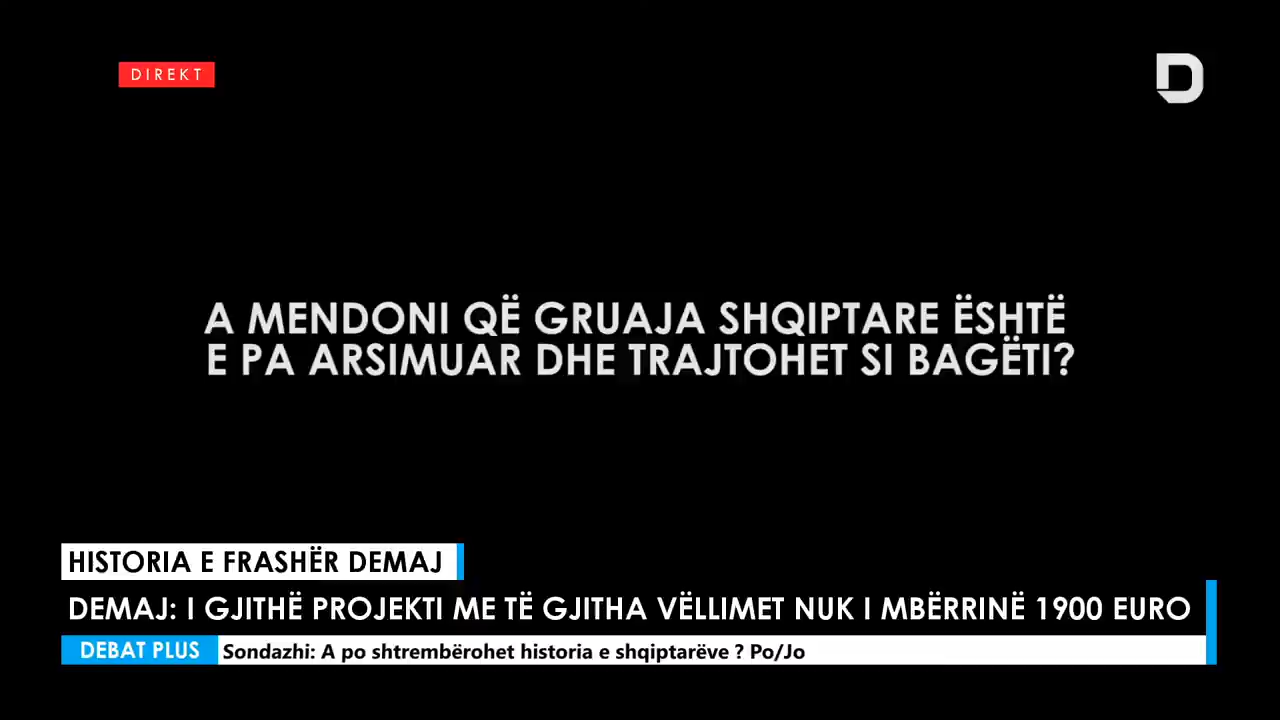 DIREKT
D
A MENDONI QË GRUAJA SHQIPTARE ËSHTË
E PA ARSIMUAR DHE TRAJTOHET SI BAGËTI?
HISTORIA E FRASHËR DEMAJ
DEMAJ: I GJITHË PROJEKTI ME TË GJITHA VËLLIMET NUK I MBËRRINË 1900 EURO
DEBAT PLUS Sondazhi: A po shtrembërohet historia e shqiptarëve ? Po/Jo